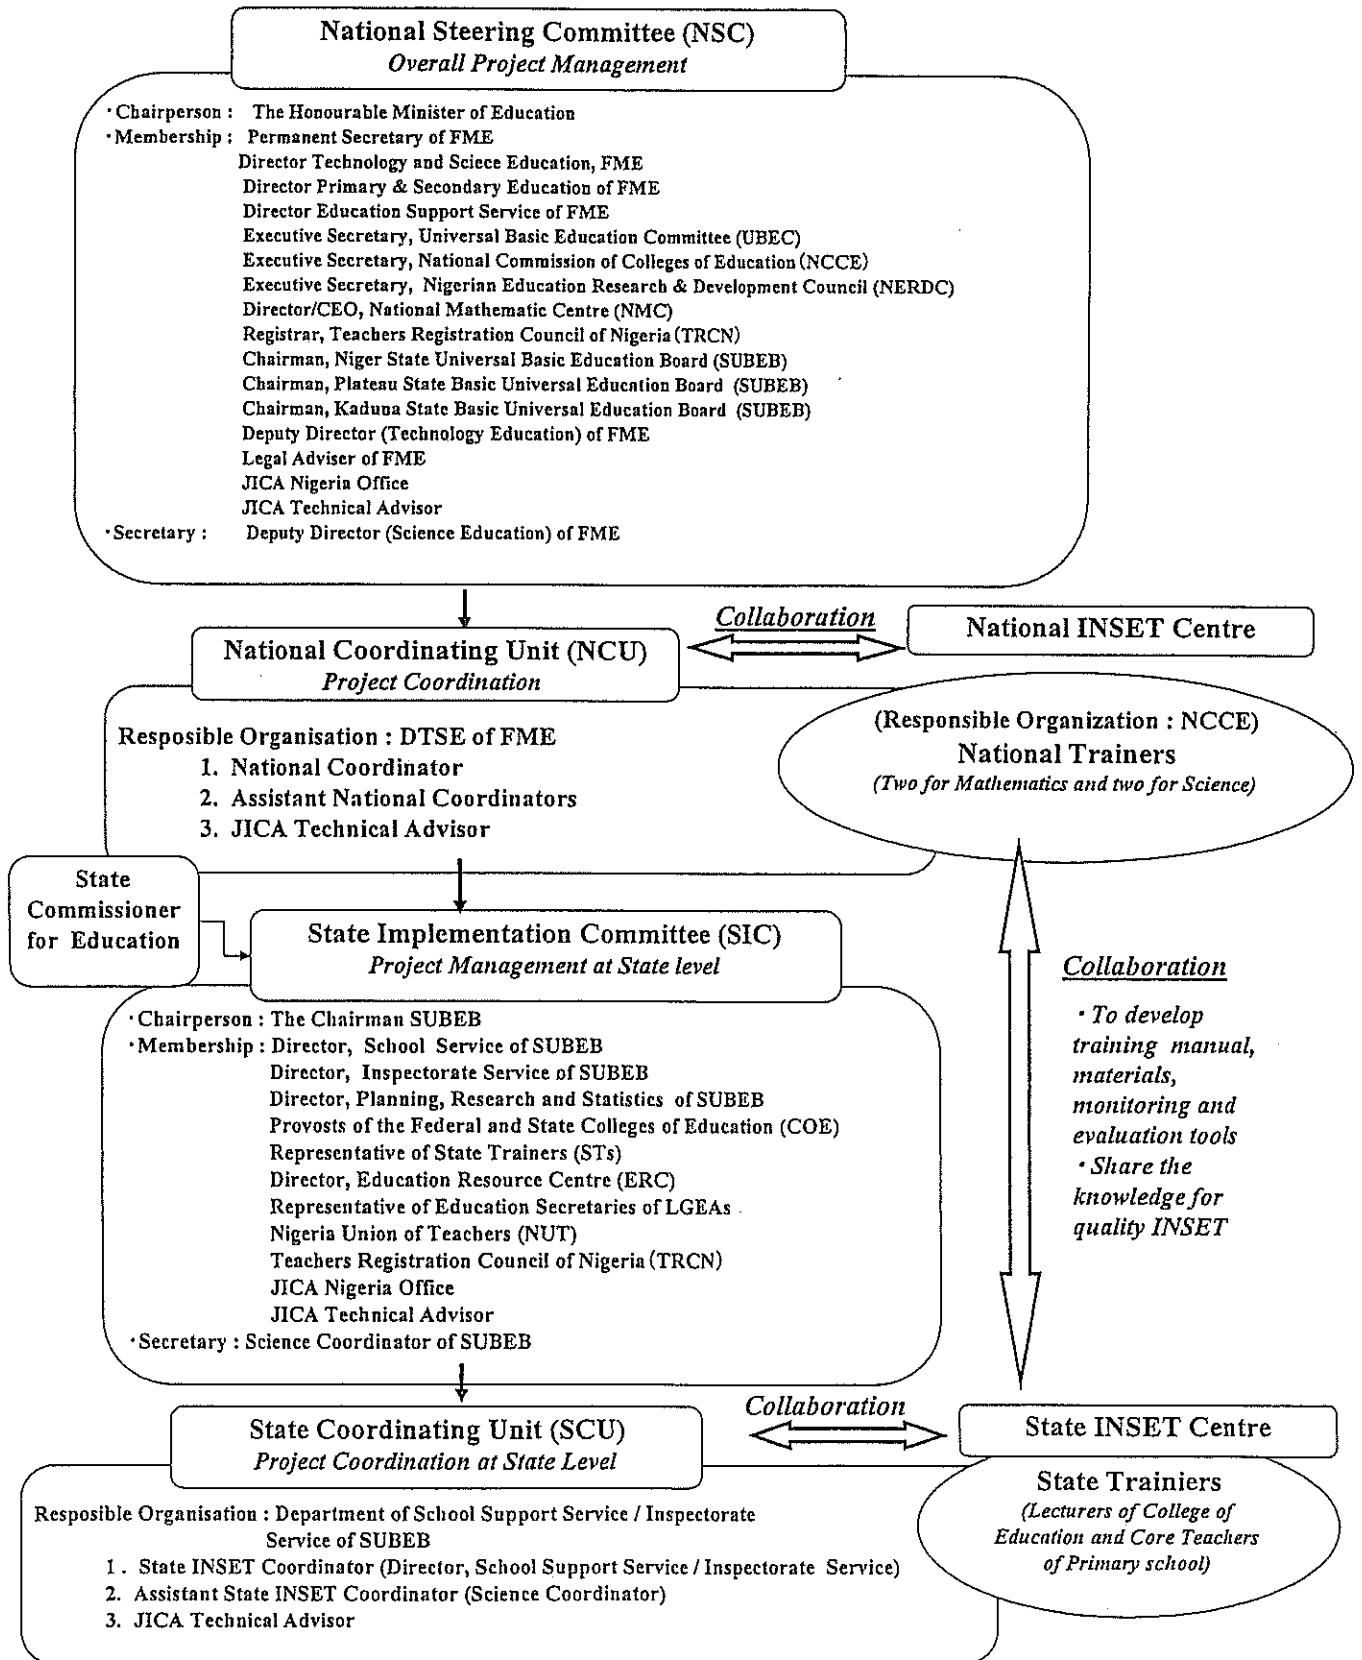 National Steering Committee (NSC)
Overall Project Management
・Chairperson : The Honourable Minister of Education
・Membership : Permanent Secretary of FME
Director Technology and Sciece Education, FME
Director Primary & Secondary Education of FME
Director Education Support Service of FME
Executive Secretary, Universal Basic Education Committee (UBEC)
Executive Secretary, National Commission of Colleges of Education (NCCE)
Executive Secretary, Nigerian Education Research & Development Council (NERDC)
Director/CEO, National Mathematic Centre (NMC)
Registrar, Teachers Registration Council of Nigeria (TRCN)
Chairman, Niger State Universal Basic Education Board (SUBEB)
Chairman, Plateau State Basic Universal Education Board (SUBEB)
Chairman, Kaduna State Basic Universal Education Board (SUBEB)
Deputy Director (Technology Education) of FME
Legal Adviser of FME
JICA Nigeria Office
JICA Technical Advisor
・Secretary : Deputy Director (Science Education) of FME
Collaboration
National INSET Centre
National Coordinating Unit (NCU)
Project Coordination
Resposible Organisation : DTSE of FME
1. National Coordinator
2. Assistant National Coordinators
3. JICA Technical Advisor
(Responsible Organization : NCCE)
National Trainers
(Two for Mathematics and two for Science)
State
Commissioner
for Education
State Implementation Committee (SIC)
Project Management at State level
・Chairperson : The Chairman SUBEB
・Membership : Director, School Service of SUBEB
Director, Inspectorate Service of SUBEB
Director, Planning, Research and Statistics of SUBEB
Provosts of the Federal and State Colleges of Education (COE)
Representative of State Trainers (STs)
Director, Education Resource Centre (ERC)
Representative of Education Secretaries of LGEAs
Nigeria Union of Teachers (NUT)
Teachers Registration Council of Nigeria (TRCN)
JICA Nigeria Office
JICA Technical Advisor
・Secretary : Science Coordinator of SUBEB
Collaboration
・To develop
training manual,
materials,
monitoring and
evaluation tools
・Share the
knowledge for
quality INSET
State Coordinating Unit (SCU)
Project Coordination at State Level
Collaboration
State INSET Centre
Resposible Organisation : Department of School Support Service / Inspectorate
Service of SUBEB
1. State INSET Coordinator (Director, School Support Service / Inspectorate Service)
2. Assistant State INSET Coordinator (Science Coordinator)
3. JICA Technical Advisor
State Trainiers
(Lecturers of College of
Education and Core Teachers
of Primary school)